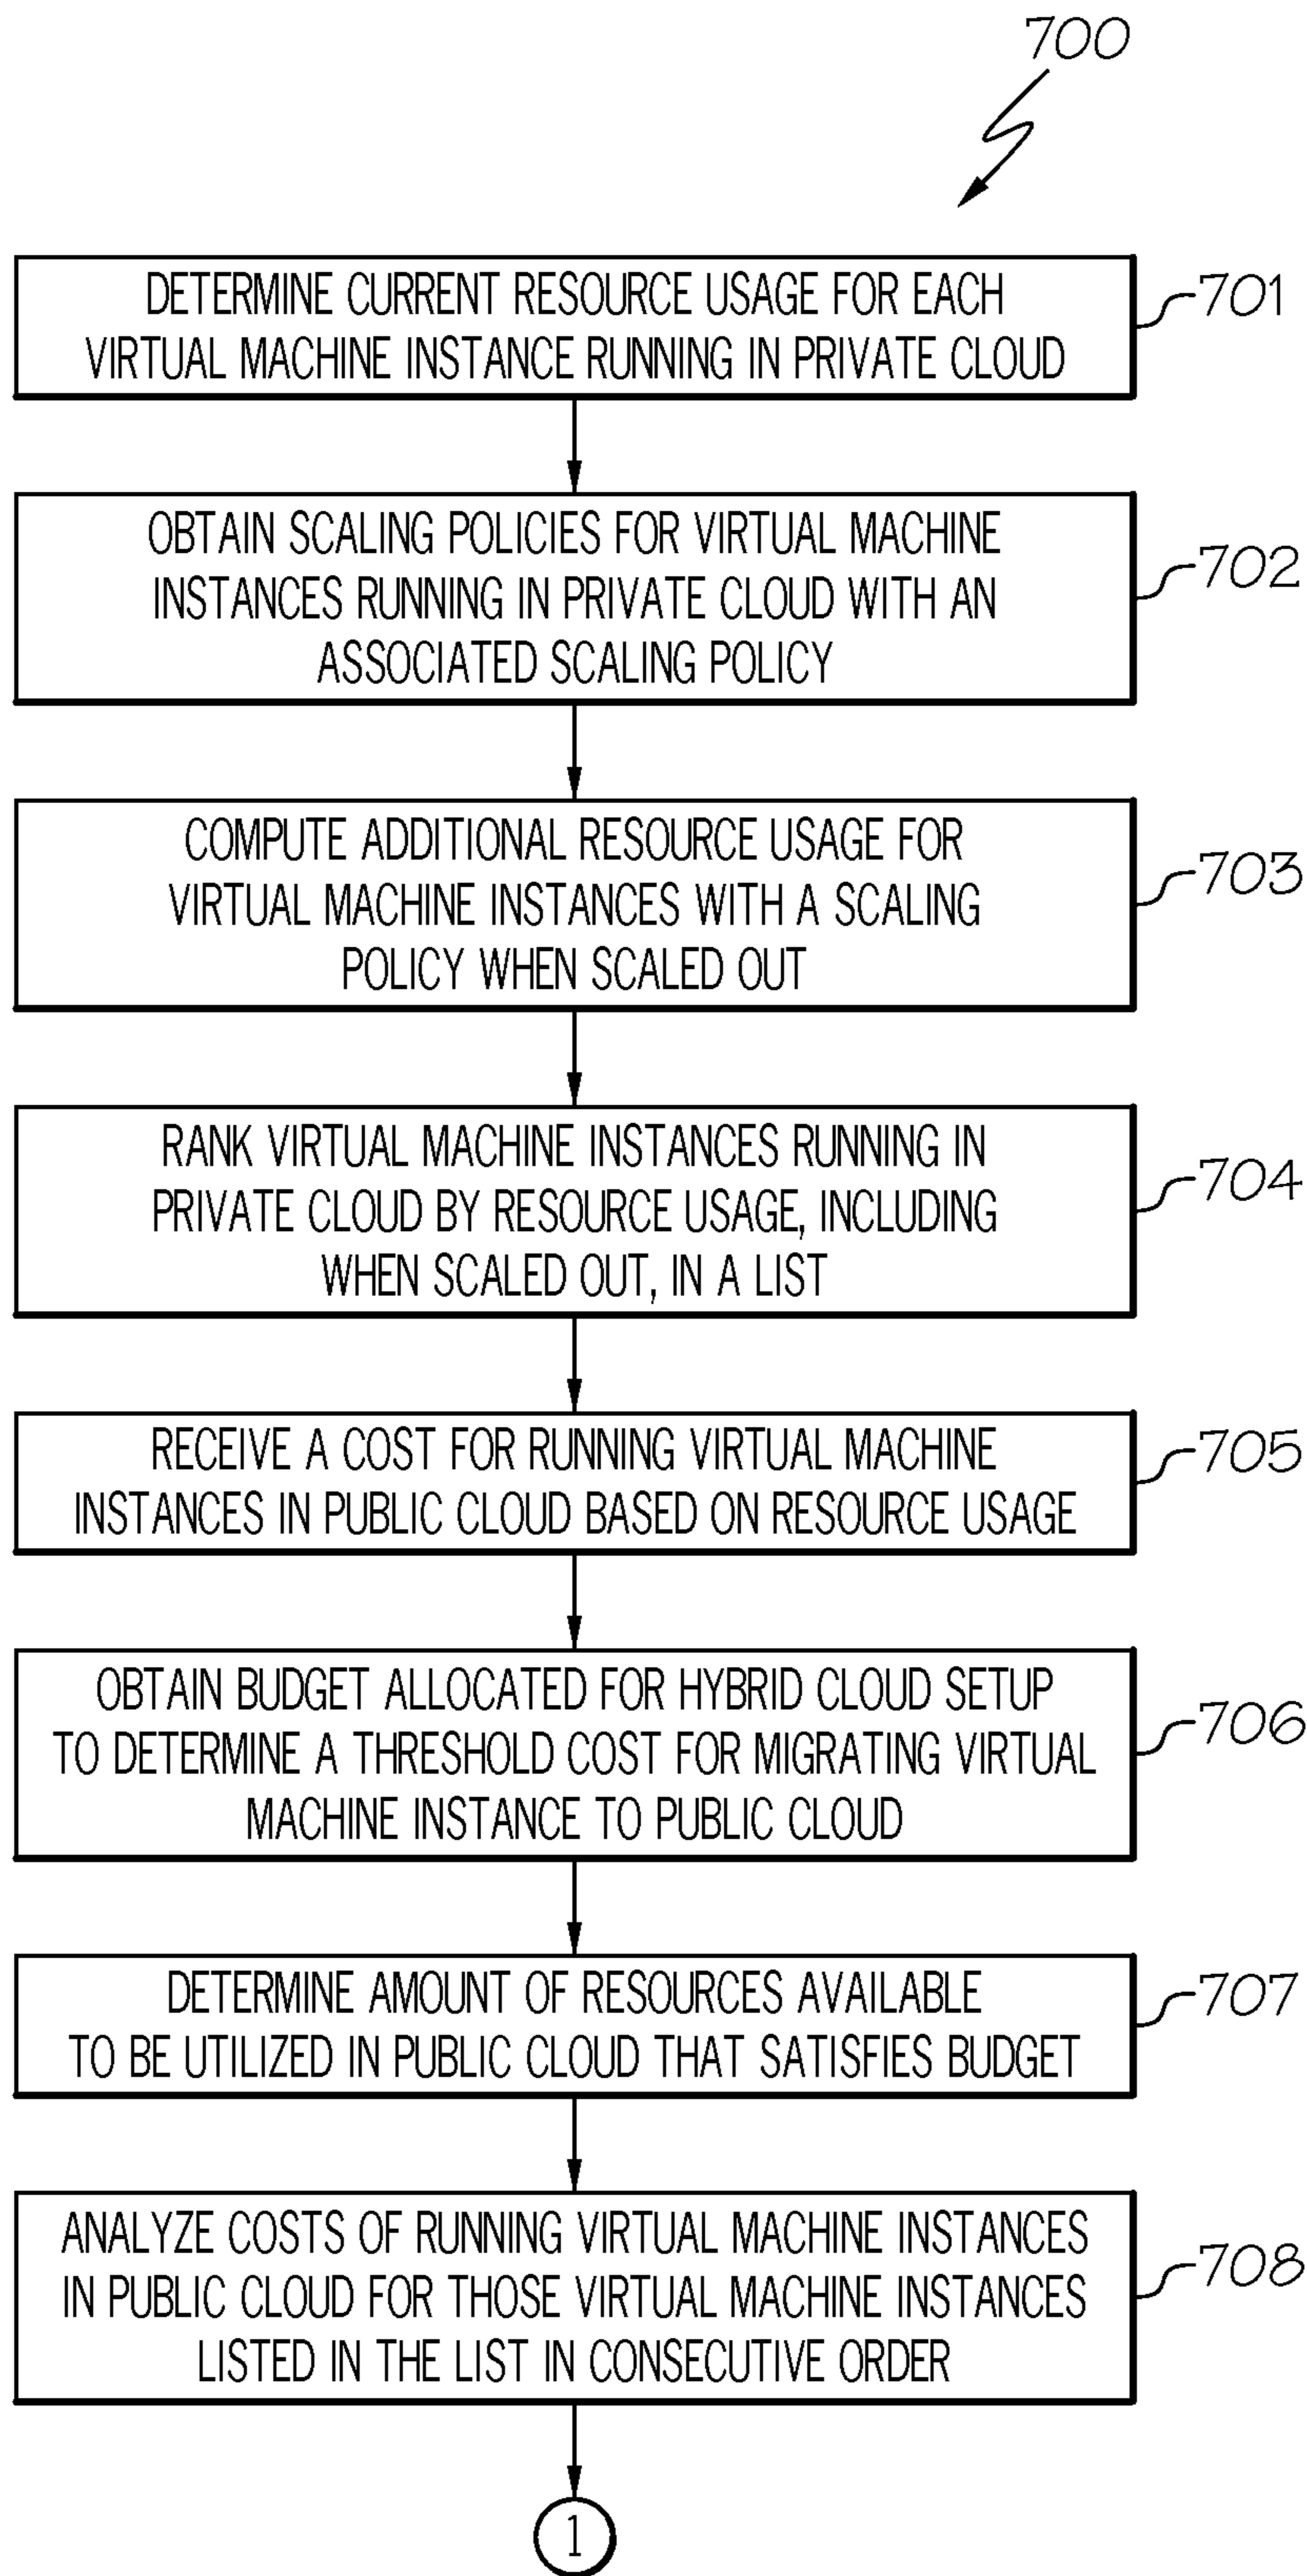 700
DETERMINE CURRENT RESOURCE USAGE FOR EACH
VIRTUAL MACHINE INSTANCE RUNNING IN PRIVATE CLOUD
701
OBTAIN SCALING POLICIES FOR VIRTUAL MACHINE
INSTANCES RUNNING IN PRIVATE CLOUD WITH AN
ASSOCIATED SCALING POLICY
702
COMPUTE ADDITIONAL RESOURCE USAGE FOR
VIRTUAL MACHINE INSTANCES WITH A SCALING
POLICY WHEN SCALED OUT
703
RANK VIRTUAL MACHINE INSTANCES RUNNING IN
PRIVATE CLOUD BY RESOURCE USAGE, INCLUDING
WHEN SCALED OUT, IN A LIST
704
RECEIVE A COST FOR RUNNING VIRTUAL MACHINE
INSTANCES IN PUBLIC CLOUD BASED ON RESOURCE USAGE
705
OBTAIN BUDGET ALLOCATED FOR HYBRID CLOUD SETUP
TO DETERMINE A THRESHOLD COST FOR MIGRATING VIRTUAL
MACHINE INSTANCE TO PUBLIC CLOUD
706
DETERMINE AMOUNT OF RESOURCES AVAILABLE
TO BE UTILIZED IN PUBLIC CLOUD THAT SATISFIES BUDGET
707
ANALYZE COSTS OF RUNNING VIRTUAL MACHINE INSTANCES
IN PUBLIC CLOUD FOR THOSE VIRTUAL MACHINE INSTANCES
LISTED IN THE LIST IN CONSECUTIVE ORDER
708
1